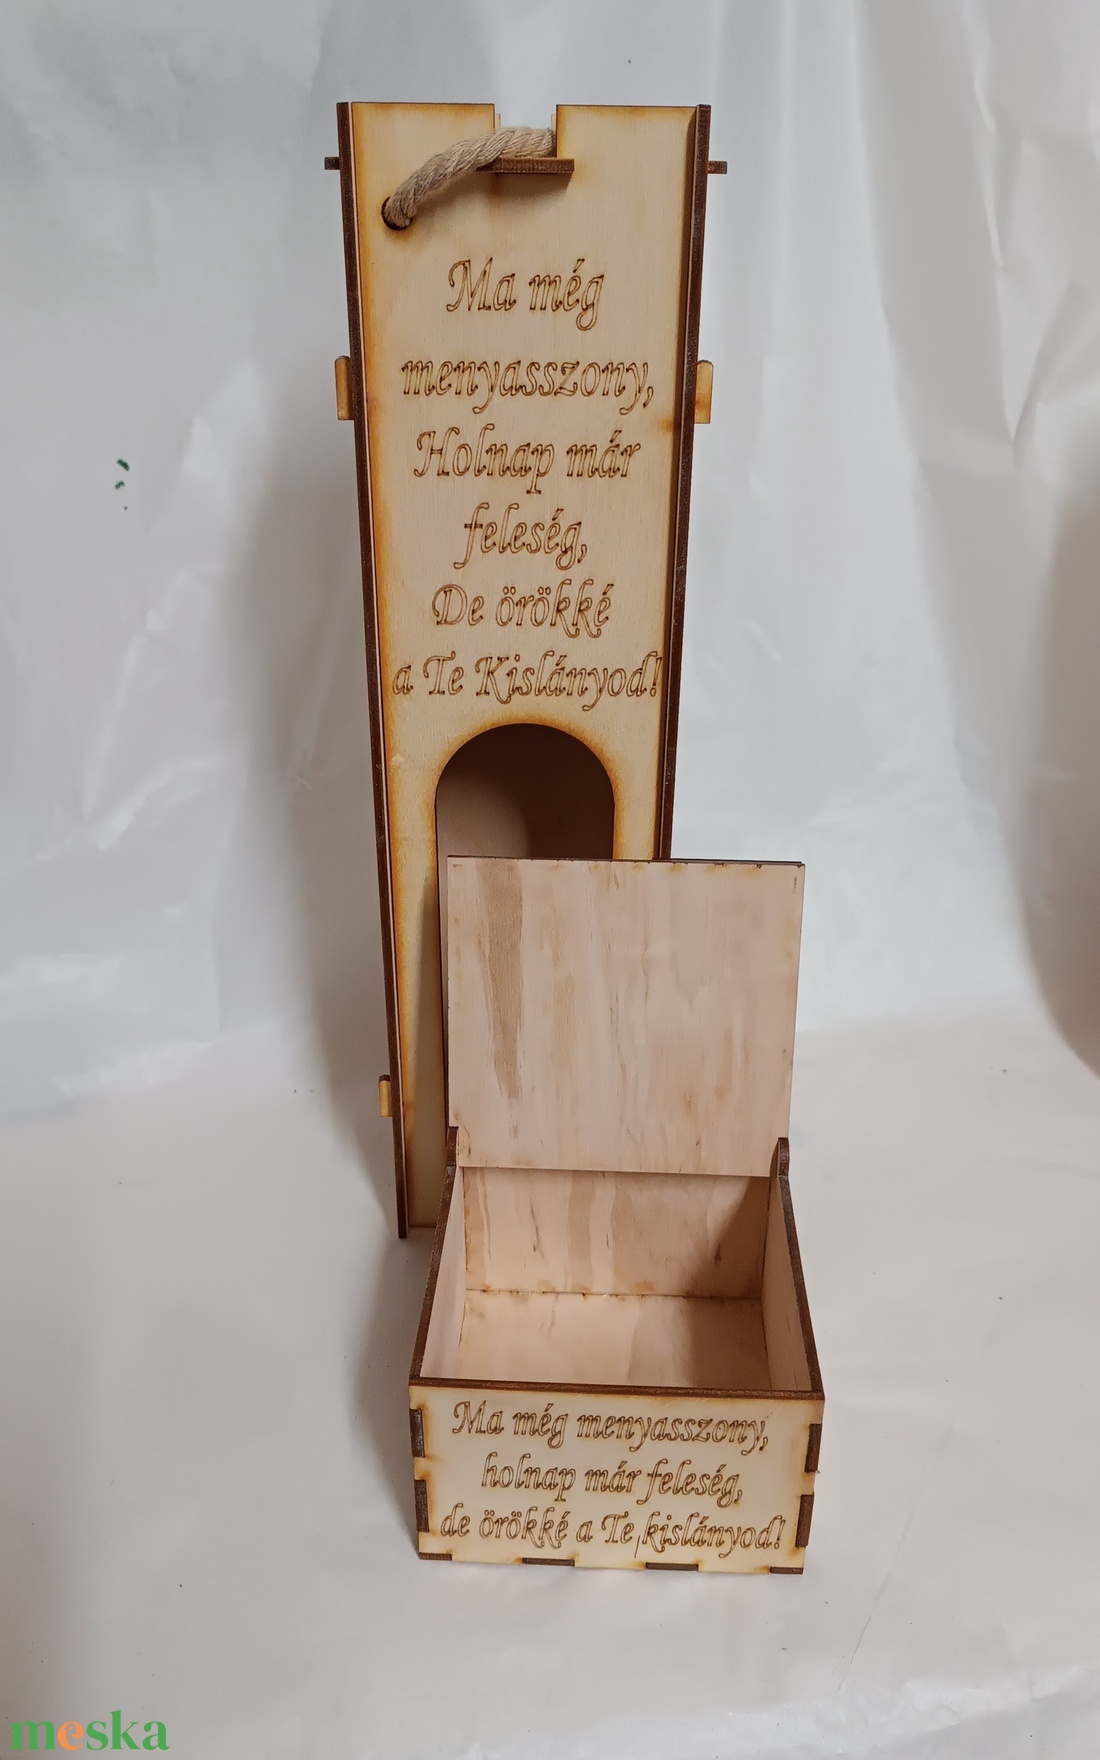 Ma még
menyasszony,
Holnap már
feleség,
De örökké
a Te Kislányod!
Ma még menyasszony,
holnap már feleség,
de örökké a Te kislányod!
meska